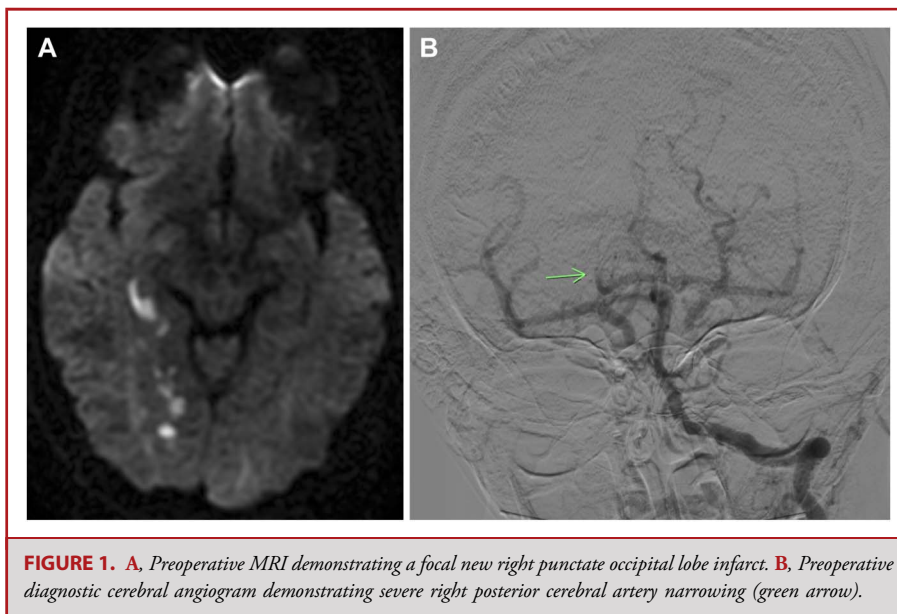 A
B
FIGURE 1. A, Preoperative MRI demonstrating a focal new right punctate occipital lobe infarct. B, Preoperative
diagnostic cerebral angiogram demonstrating severe right posterior cerebral artery narrowing (green arrow).